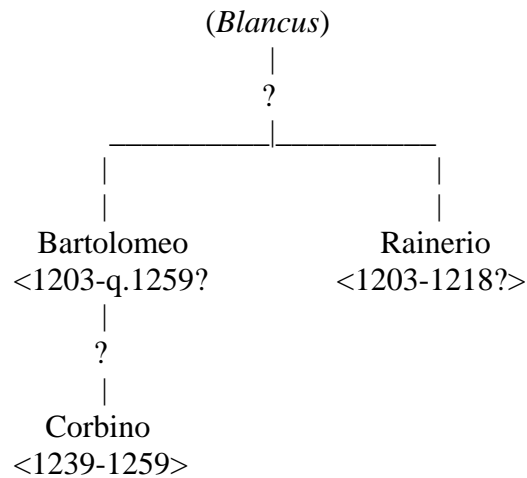 (Blancus)
?
Bartolomeo Rainerio
<1203-q.1259? <1203-1218?>
?
Corbino
<1239-1259>